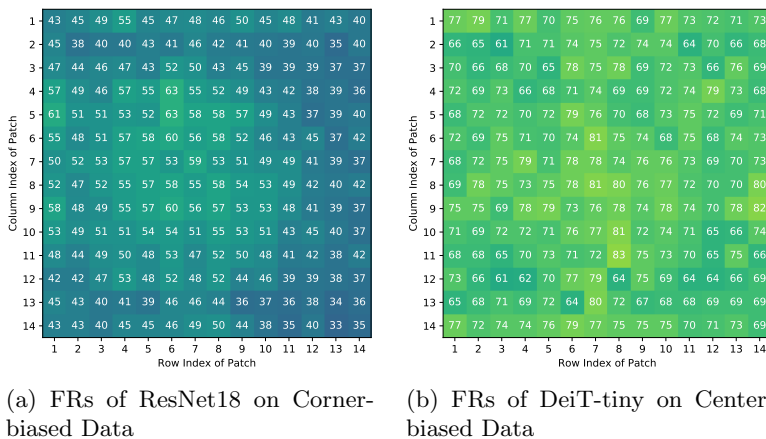 1 43 45 49 55 45 47 45 46 45 48 41 43 40
2 45 38 40 40 43 41 46 42 41 40 39 40 35 40
3 47 44 46 47 43 52 50 43 45 39 39 39 37 37
4 57 49 46 57 55 63 55 52 49 43 42 38 39 36
5 61 51 51 53 52 63 58 58 57 49 43 37 39 40
6 55 48 51 57 58 60 56 58 52 46 43 45 37 42
7 50 52 53 57 57 53 59 53 51 49 49 41 39 37
8 52 47 52 55 57 58 55 58 54 53 49 42 40 42
9 58 48 49 55 57 60 56 57 53 53 48 41 39 37
10 53 49 51 51 54 54 51 55 53 51 43 45 40 37
11 48 44 49 50 48 53 47 52 50 48 41 42 38 42
12 42 42 47 53 48 52 48 52 44 46 39 39 38 37
13 45 43 40 41 39 46 46 44 36 37 36 38 34 36
14 43 43 40 45 45 48 49 50 44 38 35 40 33 35
1 2 3 4 5 6 7 8 9 10 11 12 13 14
Row Index of Patch
Column Index of Patch
1 77 79 71 77 70 75 76 76 69 77 73 72 71 73
2 66 65 61 71 71 74 75 72 74 74 64 70 66 68
3 70 66 68 70 65 78 75 78 69 72 73 66 76 69
4 72 69 73 66 68 71 74 69 69 72 74 79 73 68
5 68 72 70 72 72 79 76 70 68 73 75 72 69 71
6 72 69 75 71 70 74 81 75 74 68 75 68 74 73
7 68 72 75 79 71 78 78 74 76 76 73 69 70 73
8 69 78 75 73 75 78 81 80 76 77 72 70 70 80
9 75 75 69 78 79 73 76 78 74 78 74 70 78 82
10 71 69 72 72 71 76 77 81 72 74 71 65 66 74
11 68 68 65 70 73 71 72 83 71 75 73 70 65 75 66
12 73 66 61 62 70 77 79 64 75 69 64 64 66 69
13 65 68 71 69 72 64 80 72 67 68 68 68 69 69
14 77 72 74 74 76 79 77 75 75 75 70 71 73 69
1 2 3 4 5 6 7 8 9 10 11 12 13 14
Row Index of Patch
Column Index of Patch
(a) FRs of ResNet18 on Corner-
biased Data
(b) FRs of DeiT-tiny on Center
biased Data